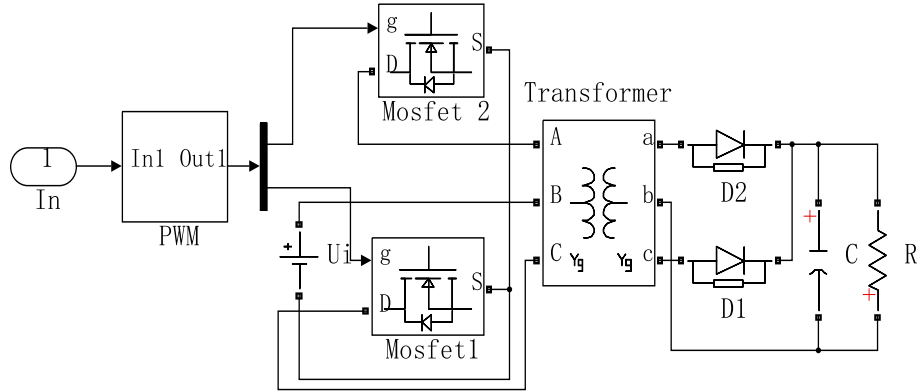 g
S
D
Mosfet 2
Transformer
A
a
1
In1 Out1
D2
In
B
b
PWM
+
Ui
g
C
Yg
Yg
c
+
C
R
S
D
+
D1
Mosfet1